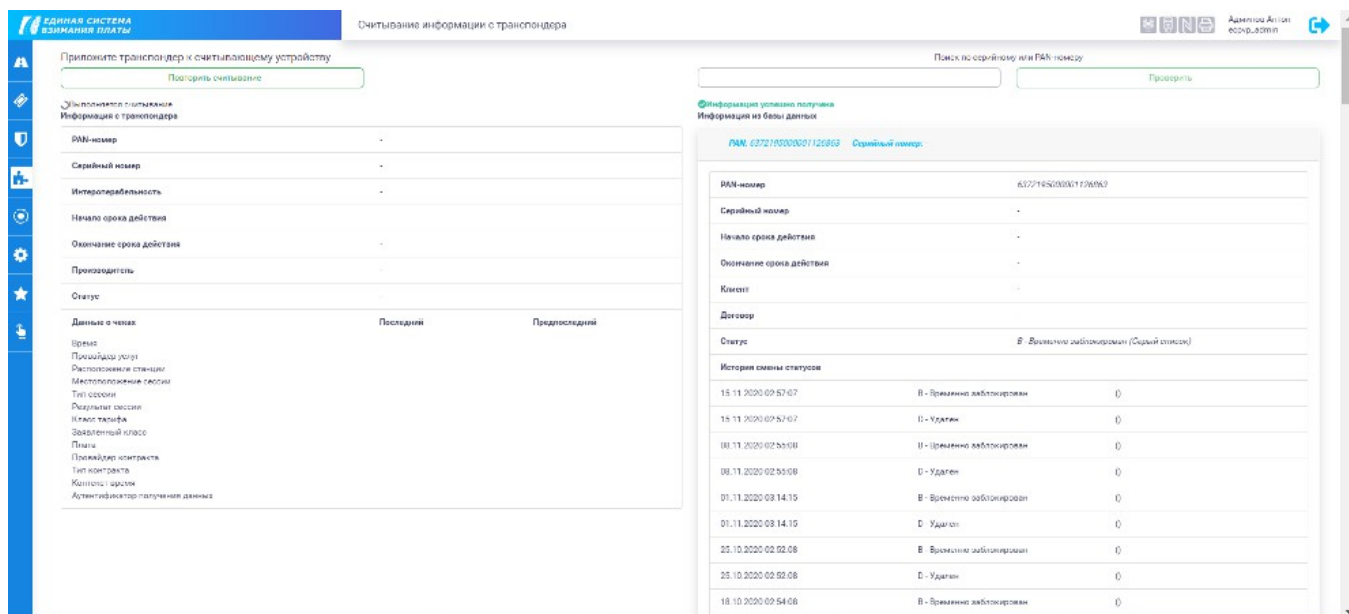 ЕДИНАЯ СИСТЕМА
ВЗИМАНИЯ ПЛАТЫ
Считывание информации с транспондера
Админов Антон
ecovp_admin
Приложите транспондер к считывающему устройству
Повторить считывание
Выполняется считывание
Информация с транспондера
PAN-номер -
Серийный номер -
Интероперабельность -
Начало срока действия
Окончание срока действия -
Производитель -
Статус
Данные о чеках Последний Предпоследний
Время
Провайдер услуг
Расположение станции
Местоположение сессии
Тип сессии
Результат сессии
Класс тарифа
Заявленный класс
Плата
Провайдер контракта
Тип контракта
Контекст время
Аутентификатор получения данных
Поиск по серийному или PAN-номеру
Проверить
Информация успешно получена
Информация из базы данных
PAN: 6372195000001126863 Серийный номер:
PAN-номер 6372195000001126863
Серийный номер -
Начало срока действия -
Окончание срока действия -
Клиент -
Договор
Статус B - Временно заблокирован (Серый список)
История смены статусов
15.11.2020 02:57:07 B - Временно заблокирован ()
15.11.2020 02:57:07 D - Удален ()
08.11.2020 02:55:08 B - Временно заблокирован ()
08.11.2020 02:55:08 D - Удален ()
01.11.2020 03:14:15 B - Временно заблокирован ()
01.11.2020 03:14:15 D - Удален ()
25.10.2020 02:52:08 B - Временно заблокирован ()
25.10.2020 02:52:08 D - Удален ()
18.10.2020 02:54:08 B - Временно заблокирован ()